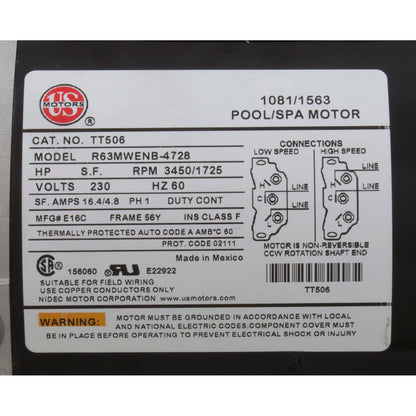 US
MOTORS
®
1081/1563
POOL/SPA MOTOR
CAT. NO. TT506
MODEL R63MWENB-4728
HP S.F. RPM 3450/1725
VOLTS 230 HZ 60
SF. AMPS 16.4/4.8 PH 1 DUTY CONT
MFG# E16C FRAME 56Y INS CLASS F
THERMALLY PROTECTED AUTO CODE A AMB°C 60
PROT. CODE 02111
Made in Mexico
CONNECTIONS
LOW SPEED HIGH SPEED
LINE LINE
H H
C C
L L
LINE LINE
MOTOR IS NON-REVERSIBLE
CCW ROTATION SHAFT END
TT506
156060 E22922
SUITABLE FOR FIELD WIRING
USE COPPER CONDUCTORS ONLY
NIDEC MOTOR CORPORATION www.usmotors.com
WARNING: MOTOR MUST BE GROUNDED IN ACCORDANCE WITH LOCAL
AND NATIONAL ELECTRIC CODES. COMPONENT COVER MUST
BE IN PLACE BEFORE OPERATING TO PREVENT ELECTRICAL SHOCK OR INJURY